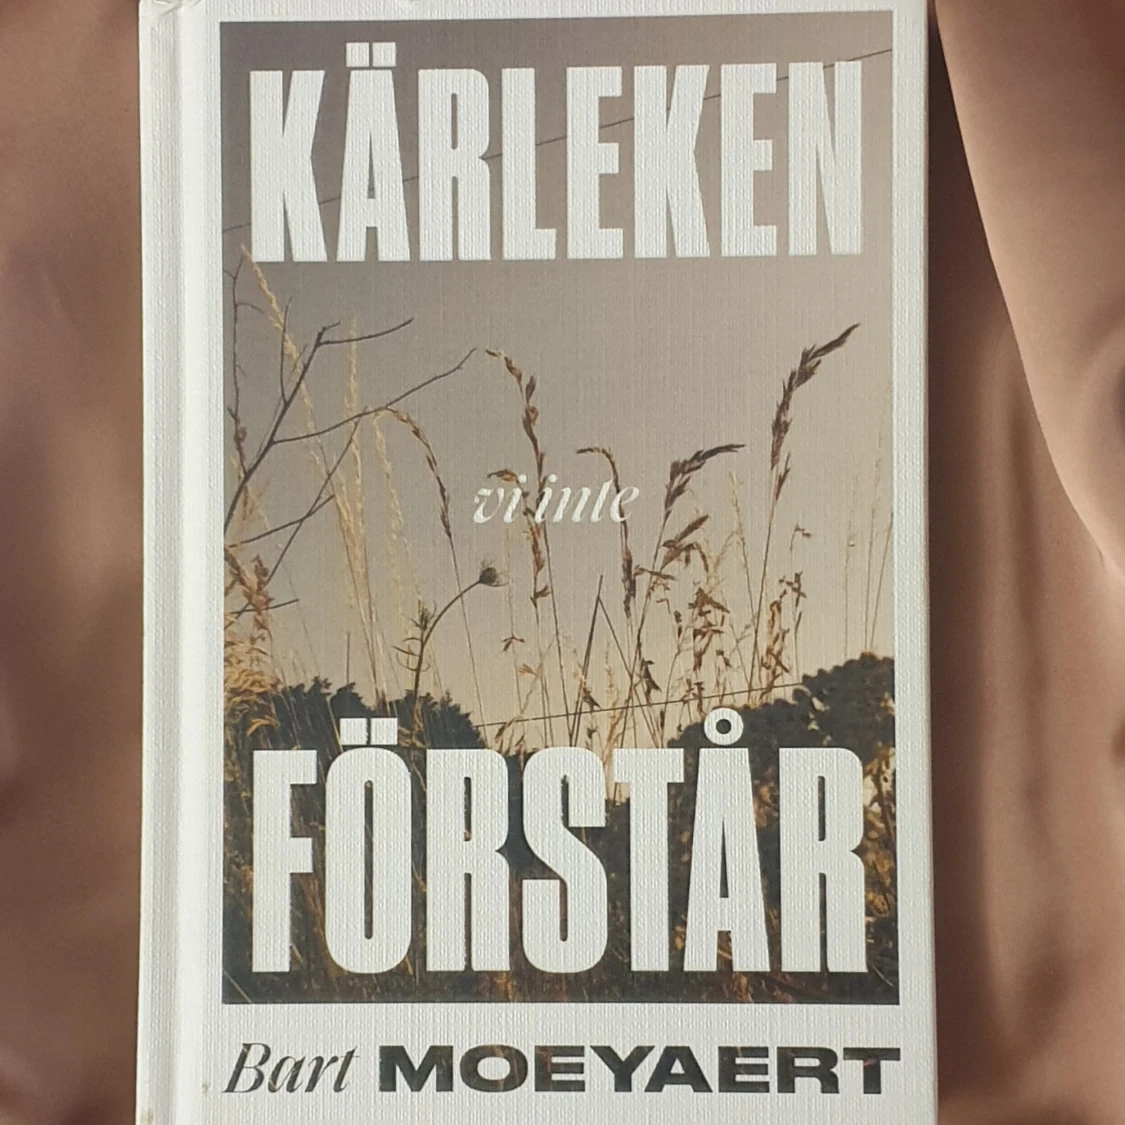 KÄRLEKEN
vi inte
FÖRSTÅR
Bart MOEYAERT